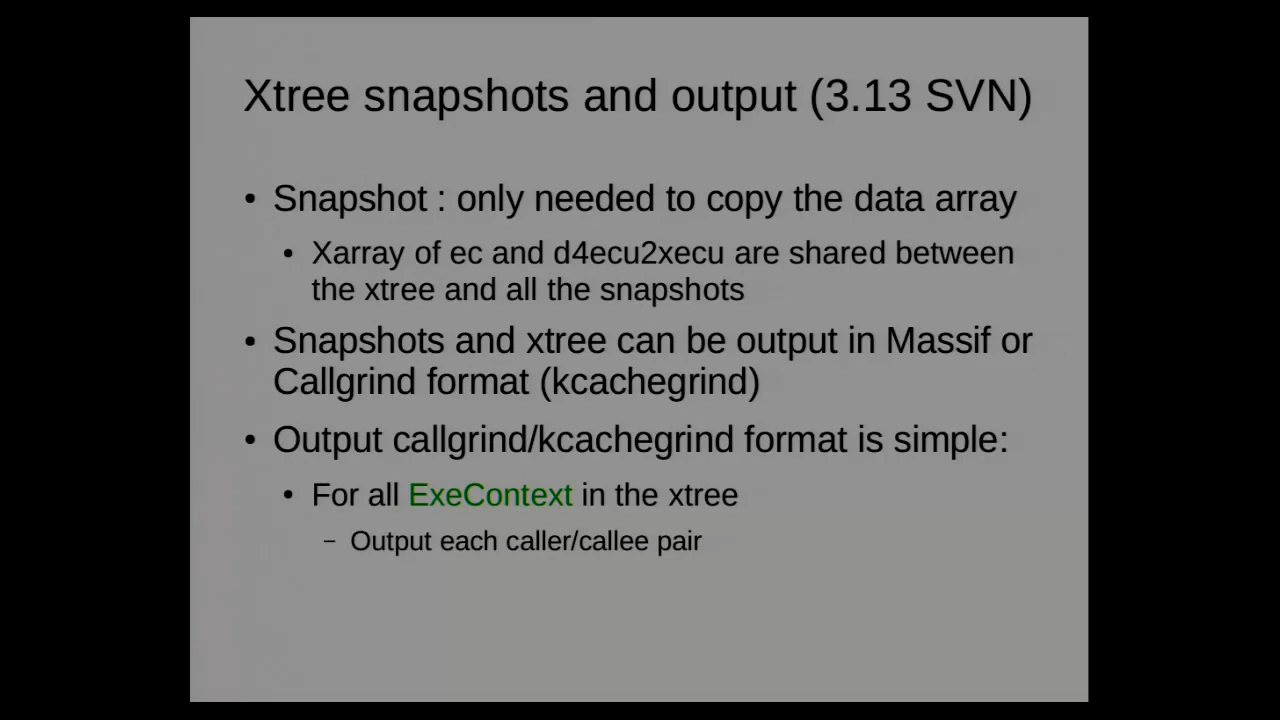 Xtree snapshots and output (3.13 SVN)
• Snapshot : only needed to copy the data array
• Xarray of ec and d4ecu2xecu are shared between
the xtree and all the snapshots
• Snapshots and xtree can be output in Massif or
Callgrind format (kcachegrind)
• Output callgrind/kcachegrind format is simple:
• For all ExeContext in the xtree
– Output each caller/callee pair